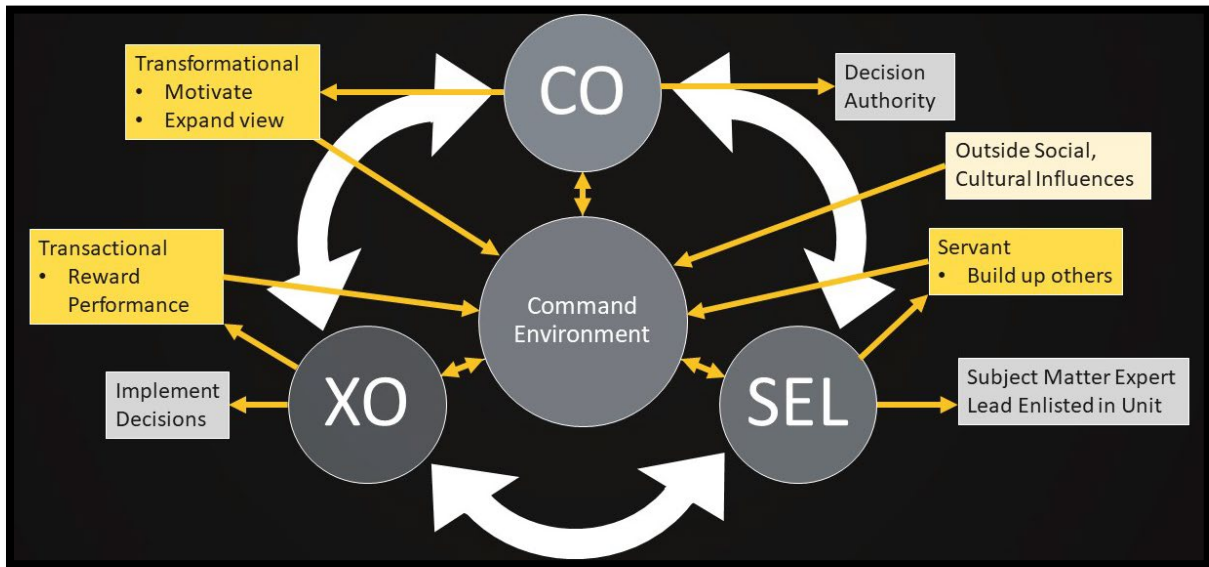 Transformational
• Motivate
• Expand view
CO
Decision
Authority
Outside Social,
Cultural Influences
Transactional
• Reward
Performance
Command
Environment
Servant
• Build up others
Implement
Decisions
XO
SEL
Subject Matter Expert
Lead Enlisted in Unit